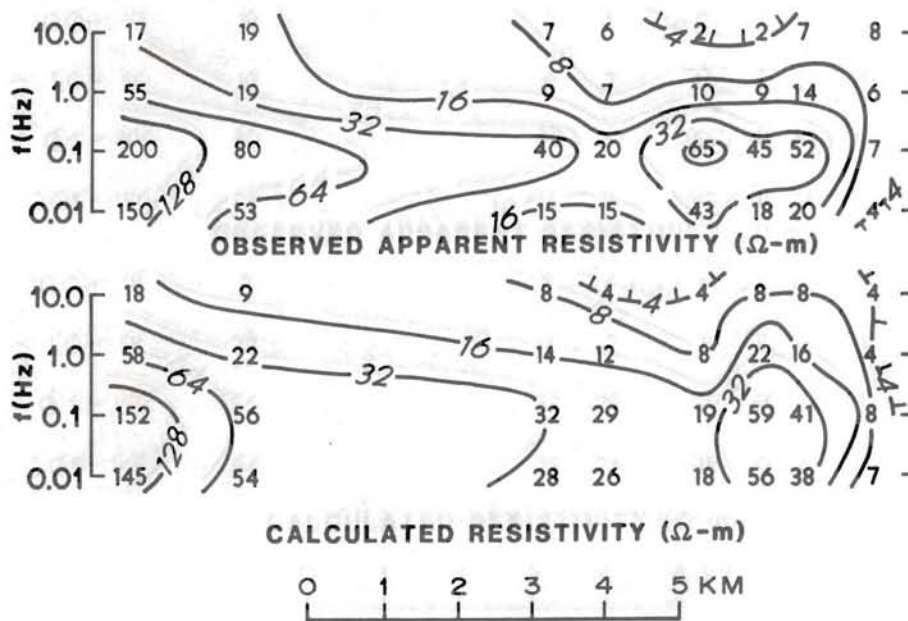 10.0 17 19 7 6 4 2 2 7 8
8
1.0 55 19 16 9 7 10 9 14 6
f(Hz)
32 32
0.1 200 80 40 20 65 45 52 7
128 64
0.01 150 53 16 15 15 43 18 20 4 4
OBSERVED APPARENT RESISTIVITY (Ω-m)
10.0 18 9 8 4 4 4 8 8 4
8
16
1.0 58 22 14 12 8 22 16 4
f(Hz)
64 32 32 4
0.1 152 56 32 29 19 59 41 8
128
0.01 145 54 28 26 18 56 38 7
CALCULATED RESISTIVITY (Ω-m)
0 1 2 3 4 5 KM